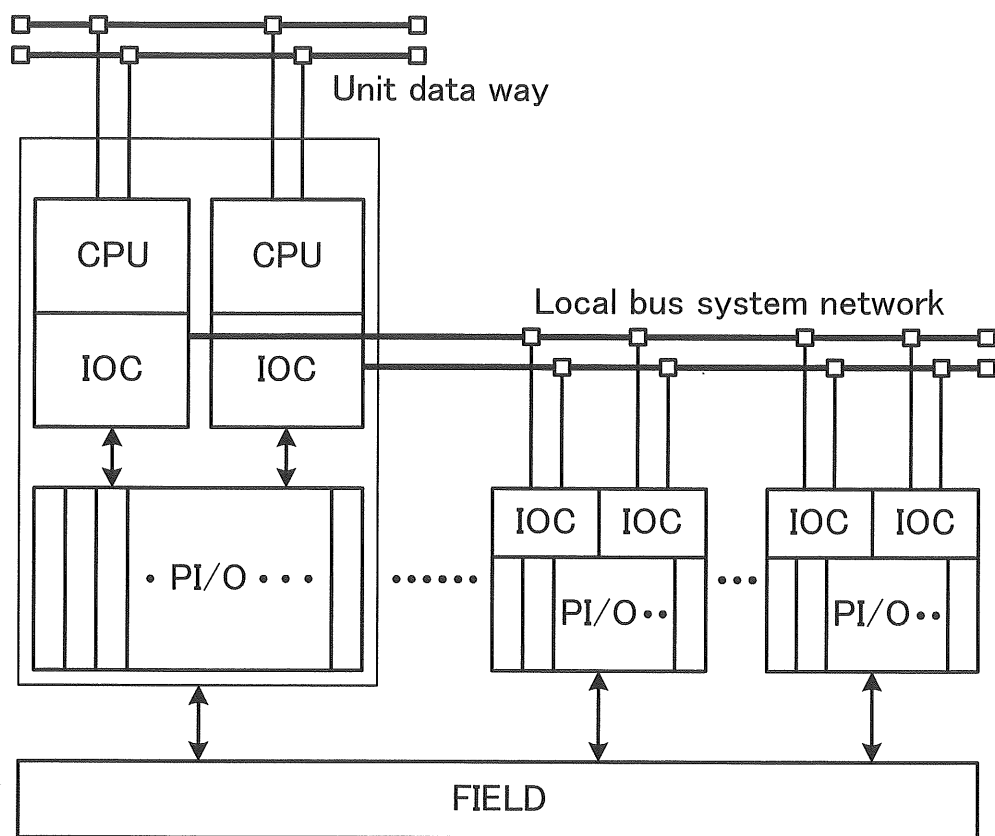 Unit data way
CPU
CPU
Local bus system network
IOC
IOC
IOC
IOC
IOC
IOC
・PI/O・・・
・・・・・・
PI/O・・
・・・
PI/O・・
FIELD